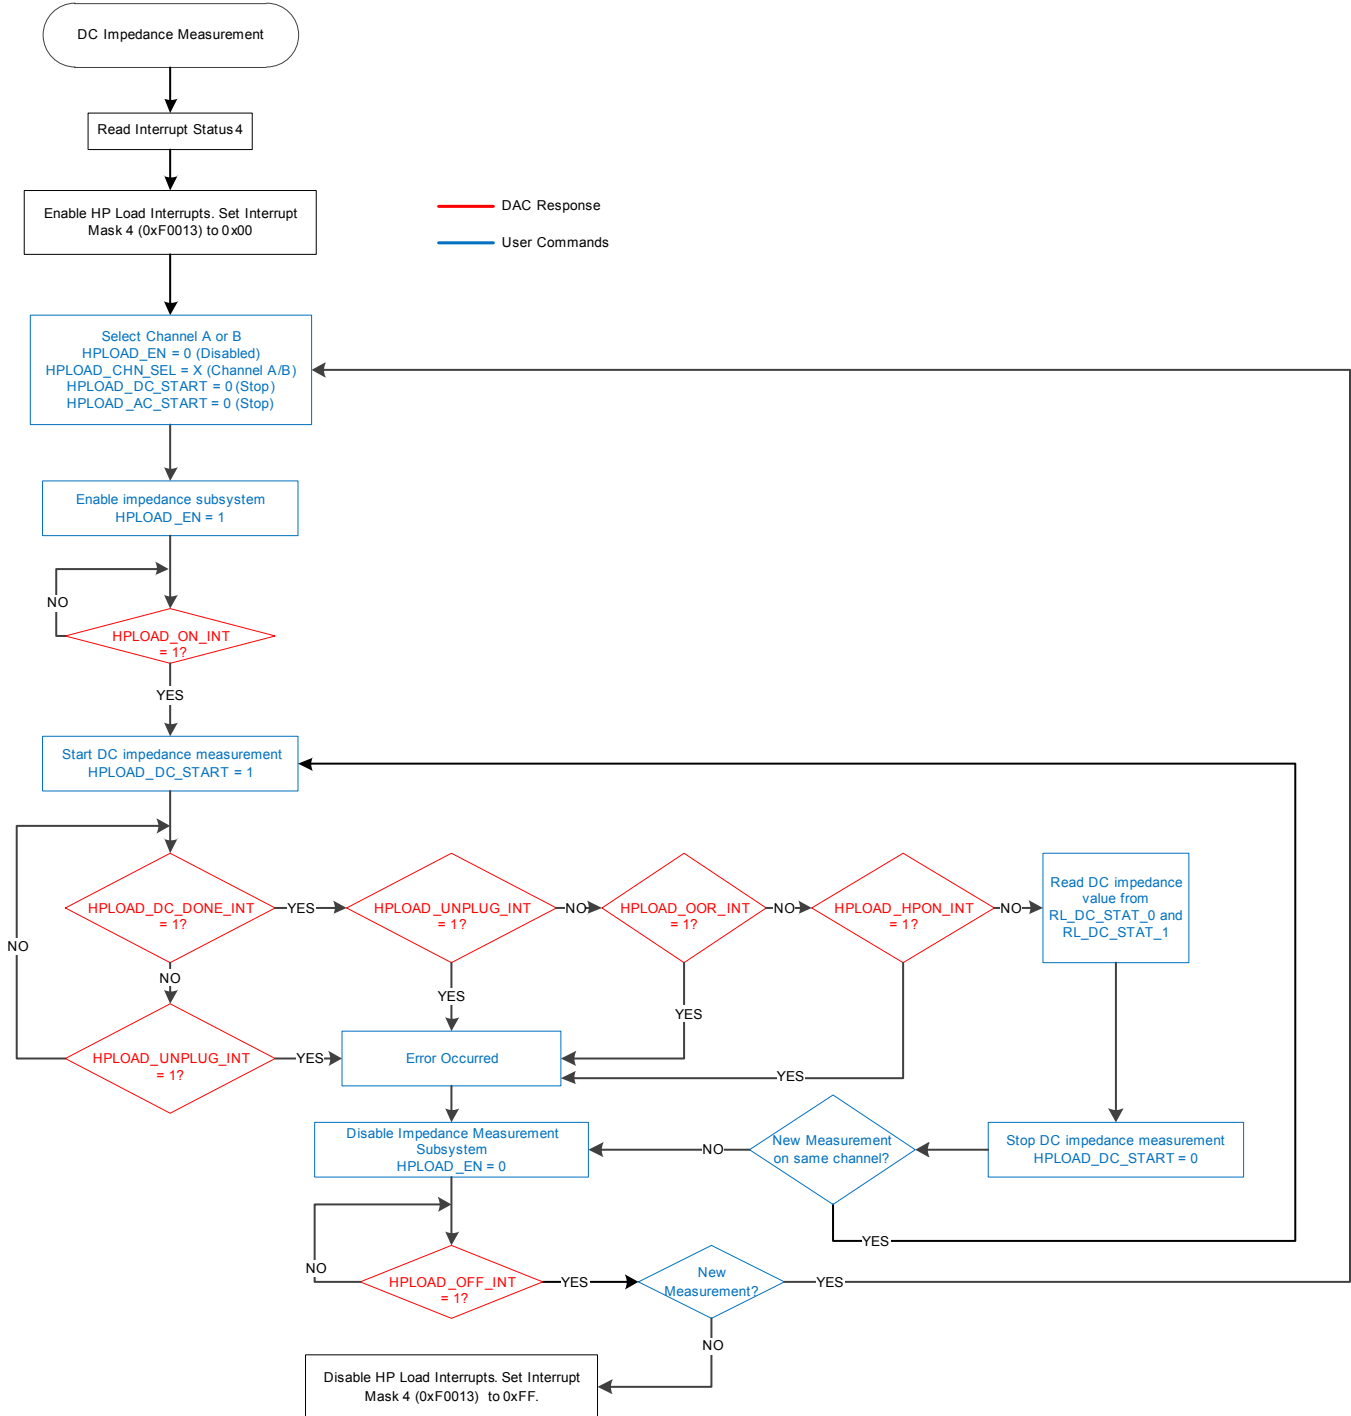 DC Impedance Measurement
Read Interrupt Status 4
Enable HP Load Interrupts. Set Interrupt
Mask 4 (0xF0013) to 0x00
DAC Response
User Commands
Select Channel A or B
HPLOAD_EN = 0 (Disabled)
HPLOAD_CHN_SEL = X (Channel A/B)
HPLOAD_DC_START = 0 (Stop)
HPLOAD_AC_START = 0 (Stop)
Enable impedance subsystem
HPLOAD_EN = 1
NO
HPLOAD_ON_INT
= 1?
YES
Start DC impedance measurement
HPLOAD_DC_START = 1
HPLOAD_DC_DONE_INT
= 1?
YES
HPLOAD_UNPLUG_INT
= 1?
NO
HPLOAD_OOR_INT
= 1?
NO
HPLOAD_HPON_INT
= 1?
NO
Read DC impedance
value from
RL_DC_STAT_0 and
RL_DC_STAT_1
NO
NO
YES
YES
HPLOAD_UNPLUG_INT
= 1?
YES
Error Occurred
YES
Disable Impedance Measurement
Subsystem
HPLOAD_EN = 0
NO
New Measurement
on same channel?
Stop DC impedance measurement
HPLOAD_DC_START = 0
YES
NO
HPLOAD_OFF_INT
= 1?
YES
New
Measurement?
YES
NO
Disable HP Load Interrupts. Set Interrupt
Mask 4 (0xF0013) to 0xFF.